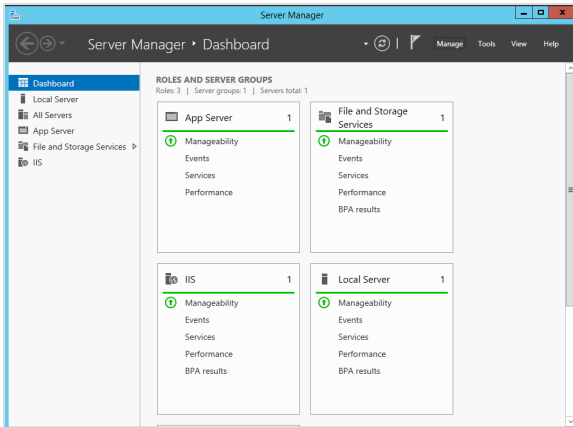 Server Manager
Server Manager • Dashboard
Manage Tools View Help
Dashboard
Local Server
All Servers
App Server
File and Storage Services
IIS
ROLES AND SERVER GROUPS
Roles: 3 | Server groups: 1 | Servers total: 1
App Server 1
Manageability
Events
Services
Performance
File and Storage
Services 1
Manageability
Events
Services
Performance
BPA results
IIS 1
Manageability
Events
Services
Performance
BPA results
Local Server 1
Manageability
Events
Services
Performance
BPA results